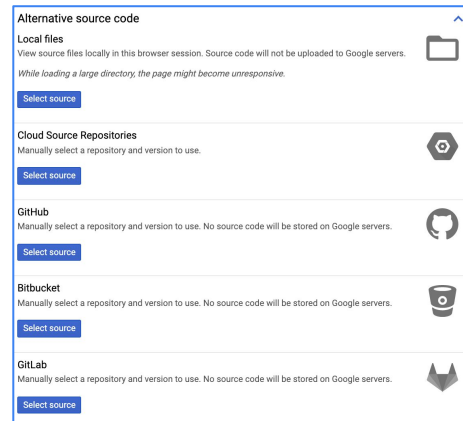 Alternative source code
Local files
View source files locally in this browser session. Source code will not be uploaded to Google servers.
While loading a large directory, the page might become unresponsive.
Select source
Cloud Source Repositories
Manually select a repository and version to use.
Select source
GitHub
Manually select a repository and version to use. No source code will be stored on Google servers.
Select source
Bitbucket
Manually select a repository and version to use. No source code will be stored on Google servers.
Select source
GitLab
Manually select a repository and version to use. No source code will be stored on Google servers.
Select source